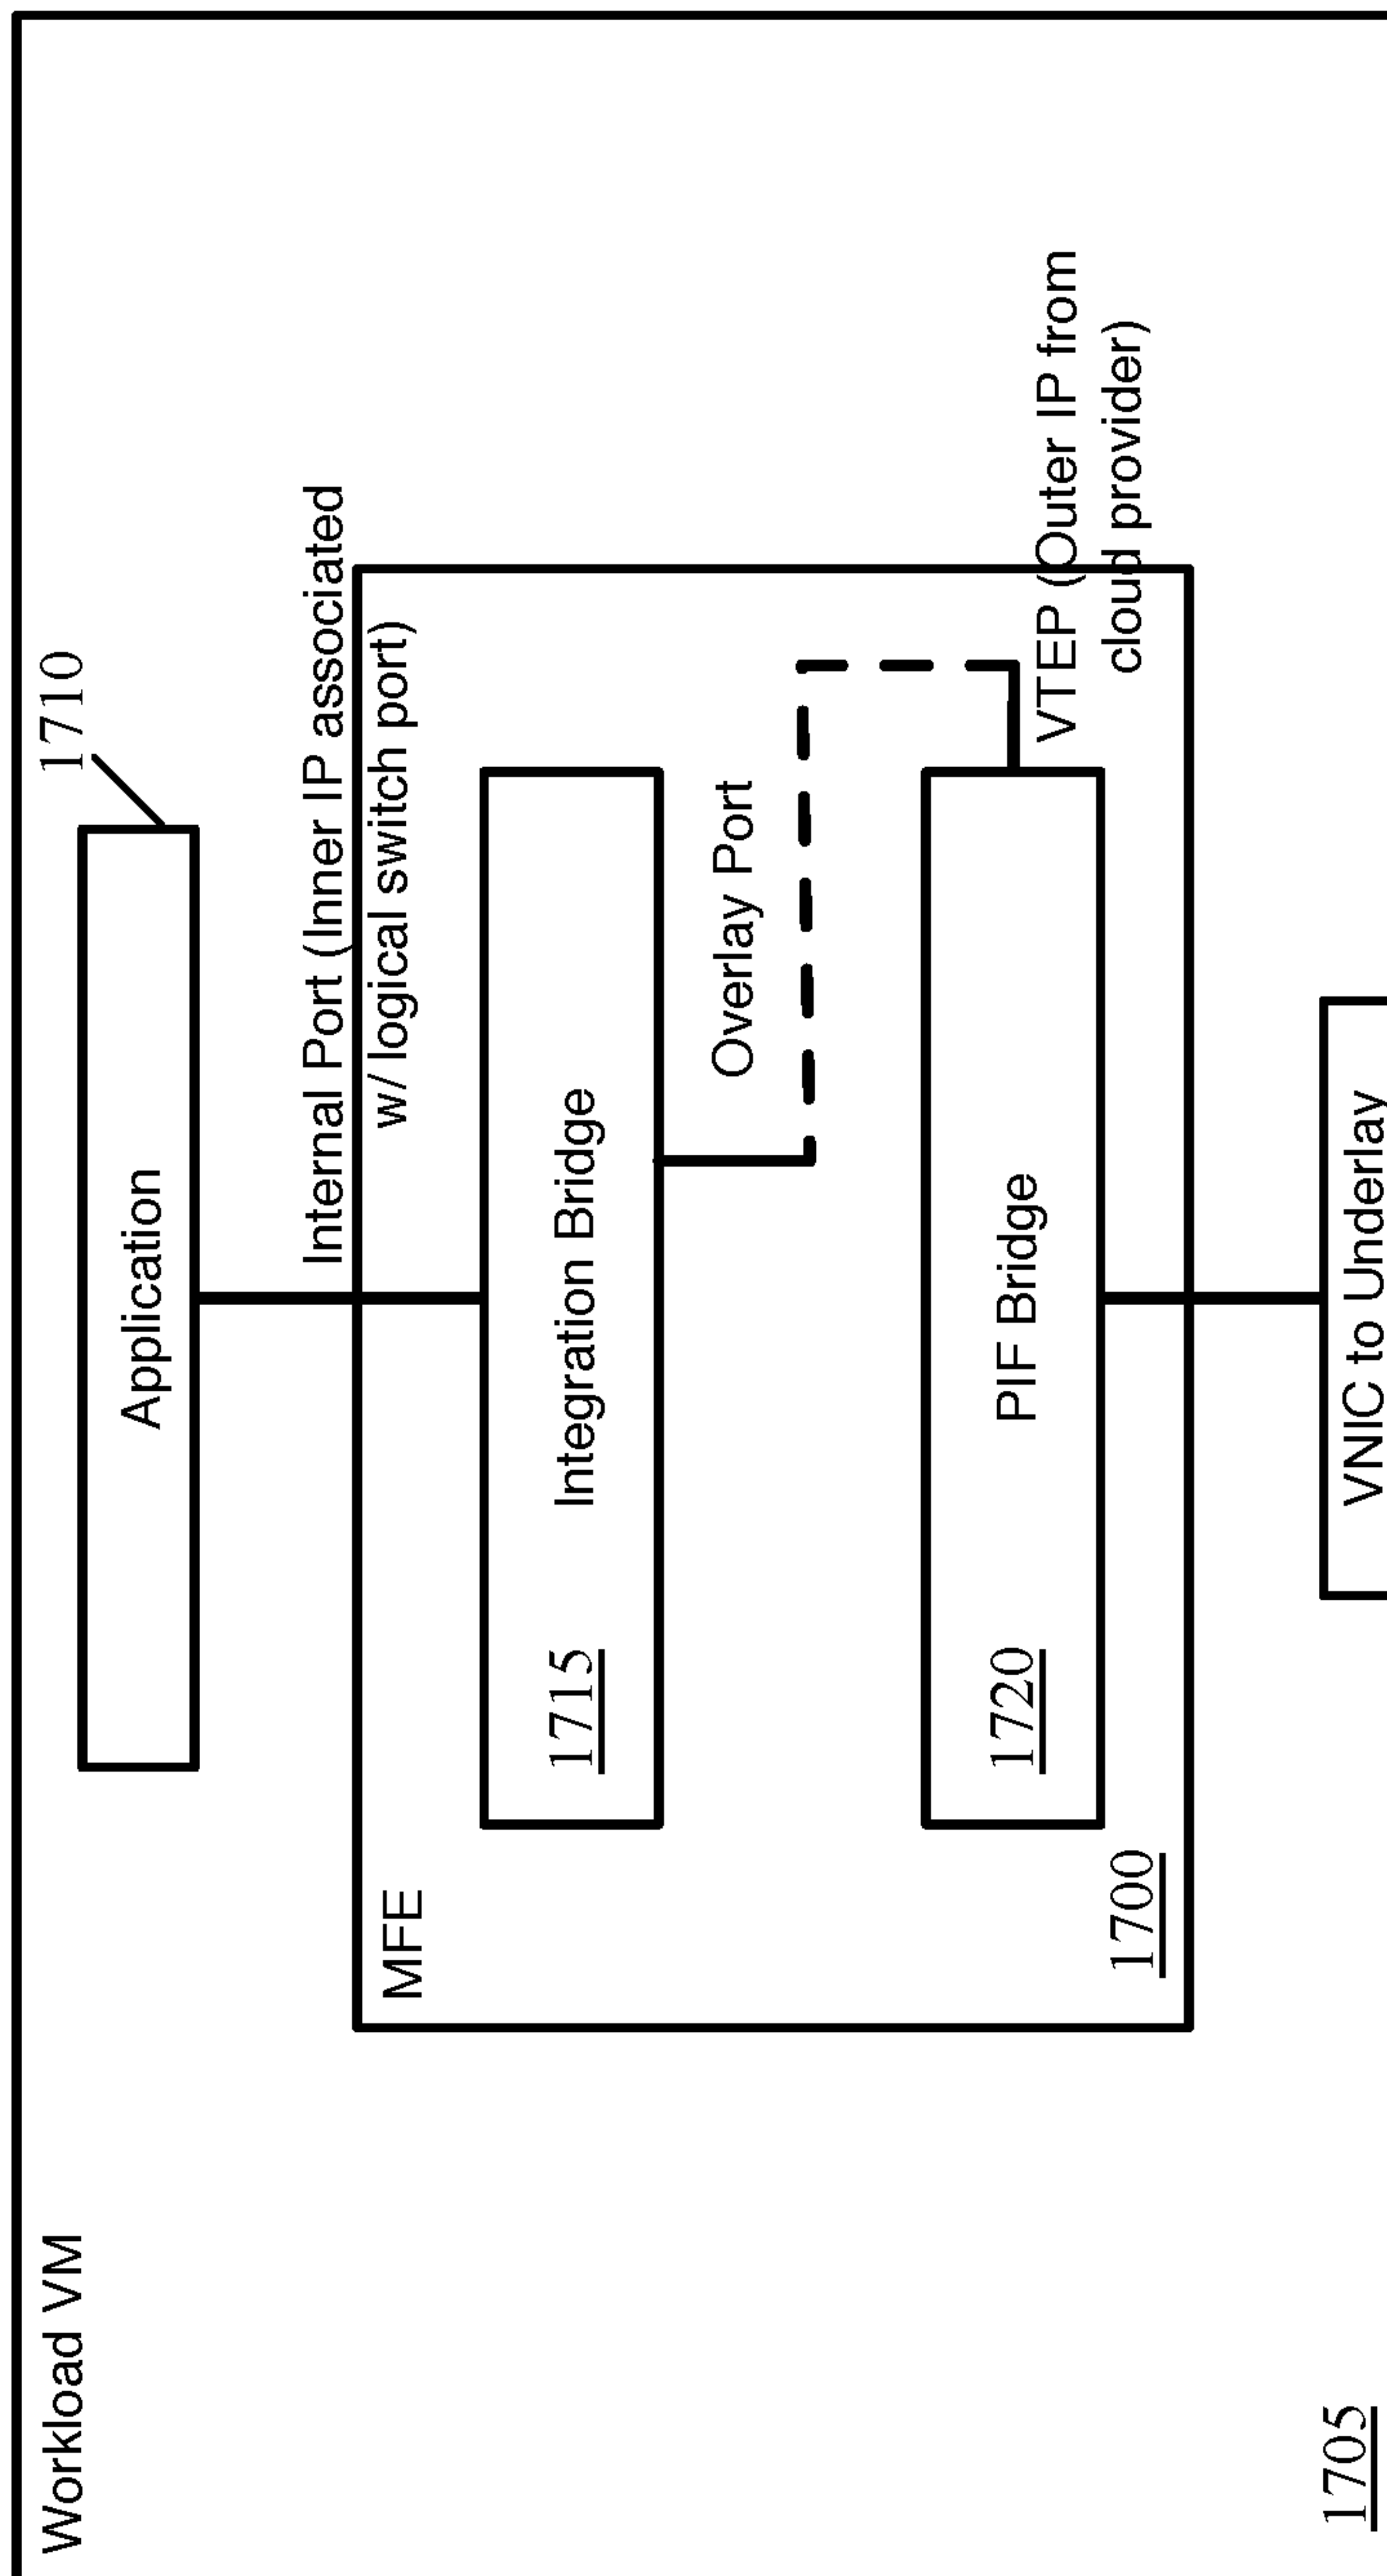 Workload VM
1710
Application
Internal Port (Inner IP associated
w/ logical switch port)
MFE
1715
Integration Bridge
Overlay Port
1720
PIF Bridge
VTEP (Outer IP from
cloud provider)
1700
VNIC to Underlay
1705